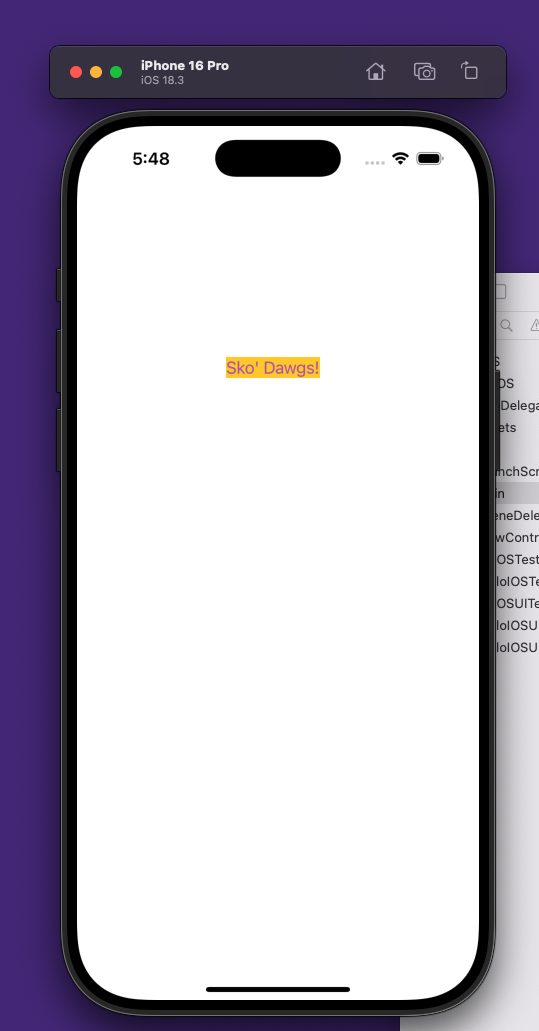 iPhone 16 Pro
iOS 18.3
5:48
Sko' Dawgs!
S
OS
Delega
ets
nchScr
in
eneDele
wContr
OSTest
loIOSTe
OSUITe
loIOSU
loIOSU